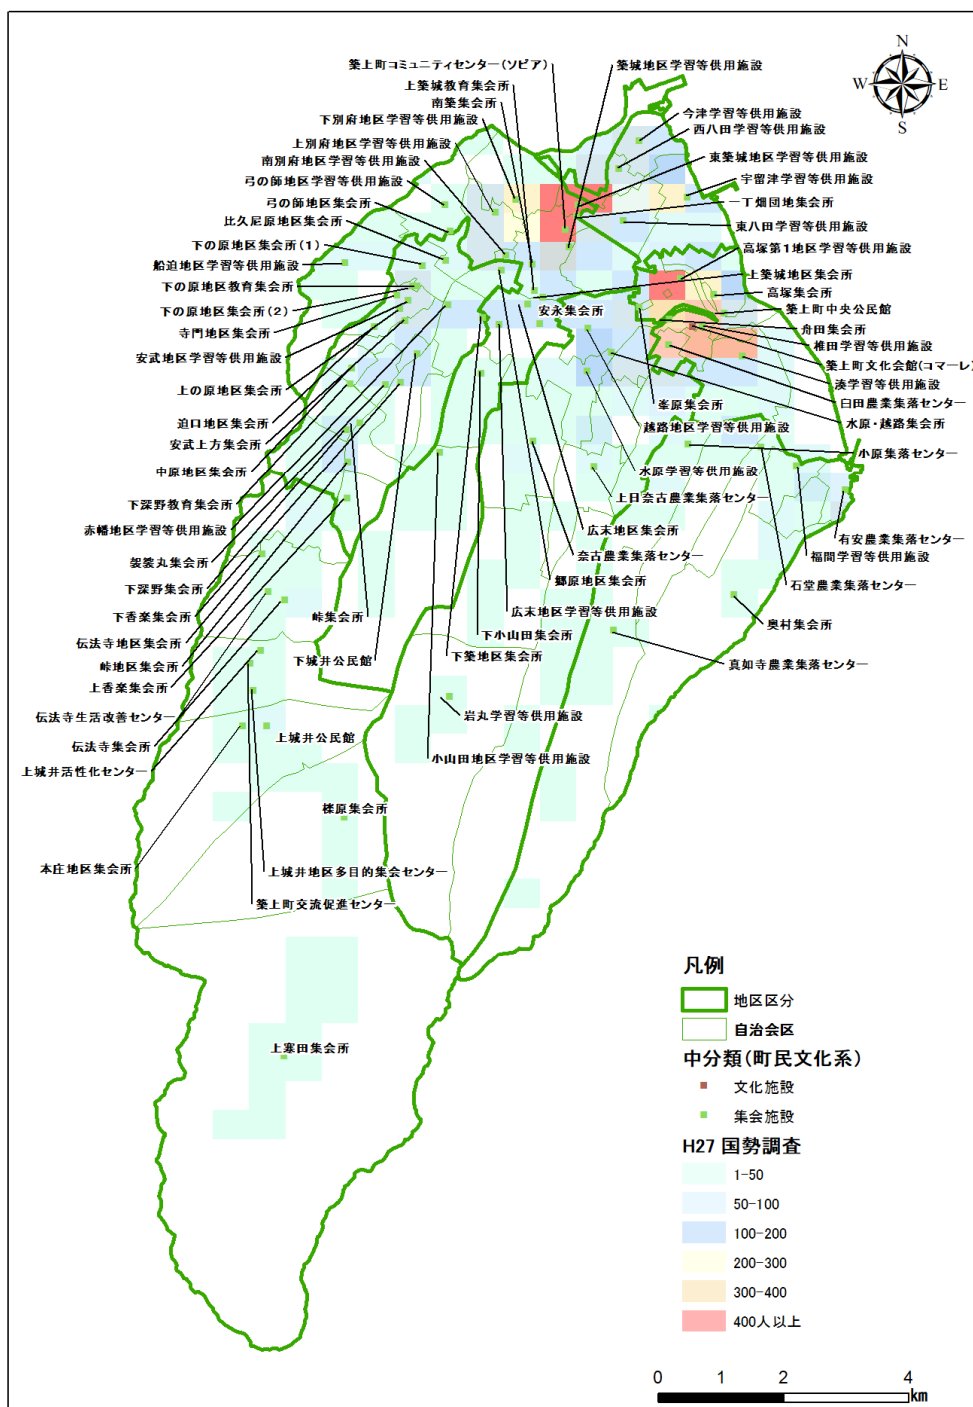 N
W
E
S
築上町コミュニティセンター(ソピア)
築城地区学習等供用施設
上築城教育集会所
南築集会所
下別府地区学習等供用施設
上別府地区学習等供用施設
南別府地区学習等供用施設
弓の師地区学習等供用施設
弓の師地区集会所
比久尼原地区集会所
下の原地区集会所(1)
船迫地区学習等供用施設
下の原地区教育集会所
下の原地区集会所(2)
寺門地区集会所
安武地区学習等供用施設
上の原地区集会所
迫口地区集会所
安武上方集会所
中原地区集会所
下深野教育集会所
赤幡地区学習等供用施設
袈裟丸集会所
下深野集会所
下香楽集会所
伝法寺地区集会所
峠地区集会所
上香楽集会所
伝法寺生活改善センター
伝法寺集会所
上城井活性化センター
本庄地区集会所
今津学習等供用施設
西八田学習等供用施設
東築城地区学習等供用施設
宇留津学習等供用施設
一丁畑団地集会所
東八田学習等供用施設
高塚第1地区学習等供用施設
上築城地区集会所
高塚集会所
築上町中央公民館
安永集会所
舟田集会所
椎田学習等供用施設
築上町文化会館(コマーレ)
湊学習等供用施設
臼田農業集落センター
峯原集会所
水原・越路集会所
越路地区学習等供用施設
小原集落センター
水原学習等供用施設
上日奈古農業集落センター
広末地区集会所
有安農業集落センター
奈古農業集落センター
福間学習等供用施設
郷原地区集会所
石堂農業集落センター
広末地区学習等供用施設
峠集会所
奥村集会所
下小山田集会所
下城井公民館
下築地区集会所
真如寺農業集落センター
岩丸学習等供用施設
上城井公民館
小山田地区学習等供用施設
櫟原集会所
上城井地区多目的集会センター
築上町交流促進センター
上寒田集会所
凡例
地区区分
自治会区
中分類(町民文化系)
文化施設
集会施設
H27 国勢調査
1-50
50-100
100-200
200-300
300-400
400人以上
0 1 2 4
km